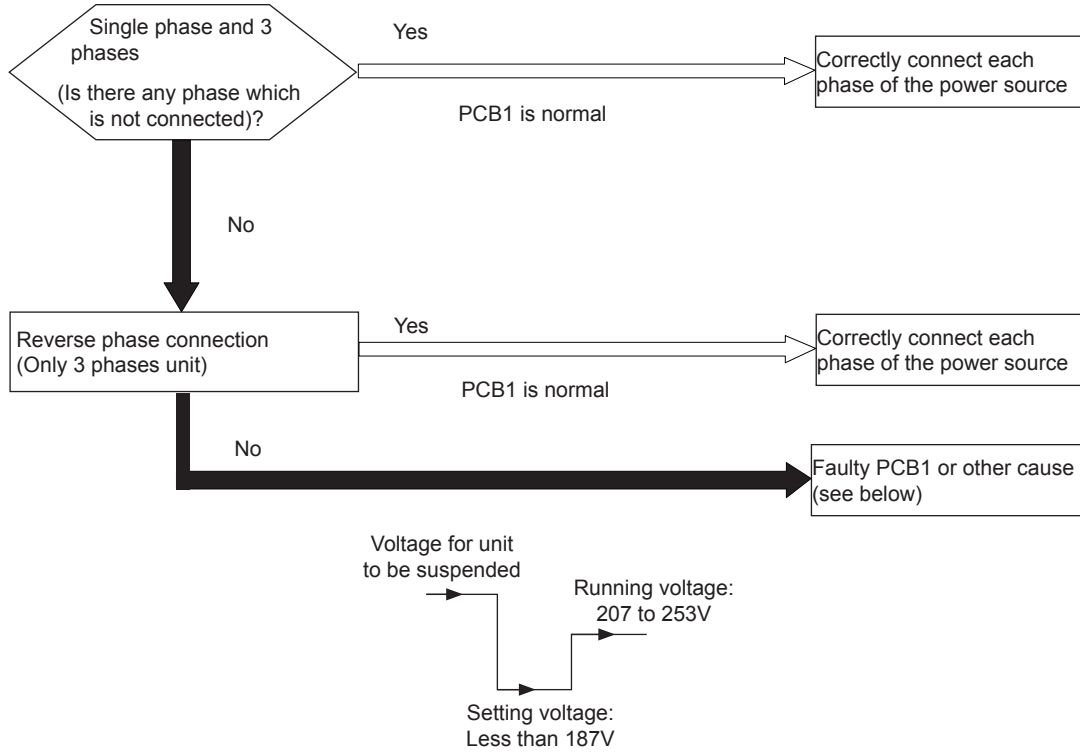 Single phase and 3
phases
(Is there any phase which
is not connected)?
Yes
PCB1 is normal
Correctly connect each
phase of the power source
No
Reverse phase connection
(Only 3 phases unit)
Yes
PCB1 is normal
Correctly connect each
phase of the power source
No
Faulty PCB1 or other cause
(see below)
Voltage for unit
to be suspended
Running voltage:
207 to 253V
Setting voltage:
Less than 187V